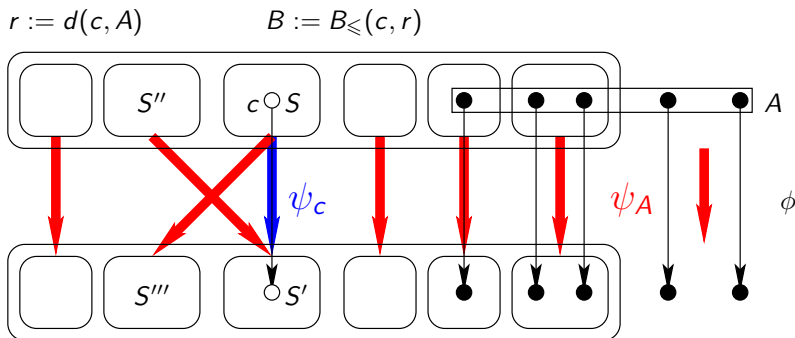 r := d(c, A) B := B⩽(c, r)
S′′ c S A
ψc ψA ϕ
S′′′ S′